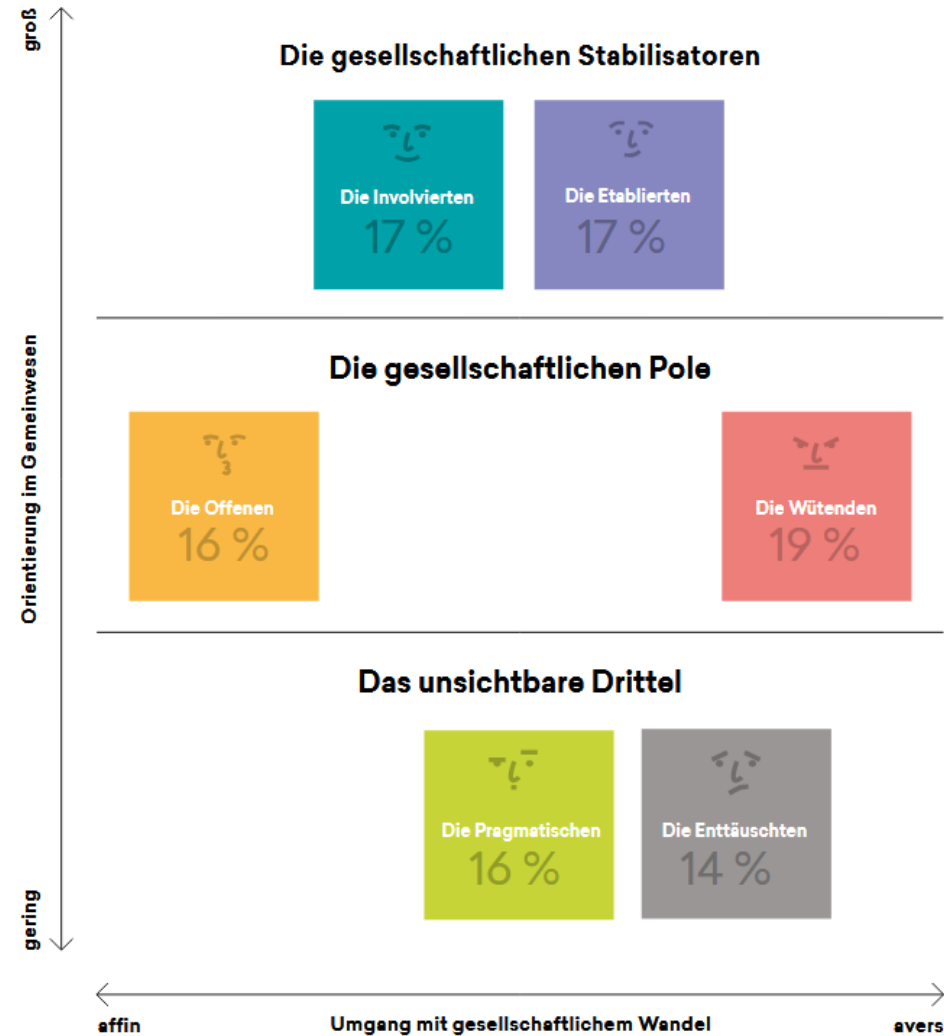 groß
Die gesellschaftlichen Stabilisatoren
Die Involvierten
17 %
Die Etablierten
17 %
Die gesellschaftlichen Pole
Orientierung im Gemeinwesen
Die Offenen
16 %
Die Wütenden
19 %
Das unsichtbare Drittel
Die Pragmatischen
16 %
Die Enttäuschten
14 %
gering
affin
Umgang mit gesellschaftlichem Wandel
avers